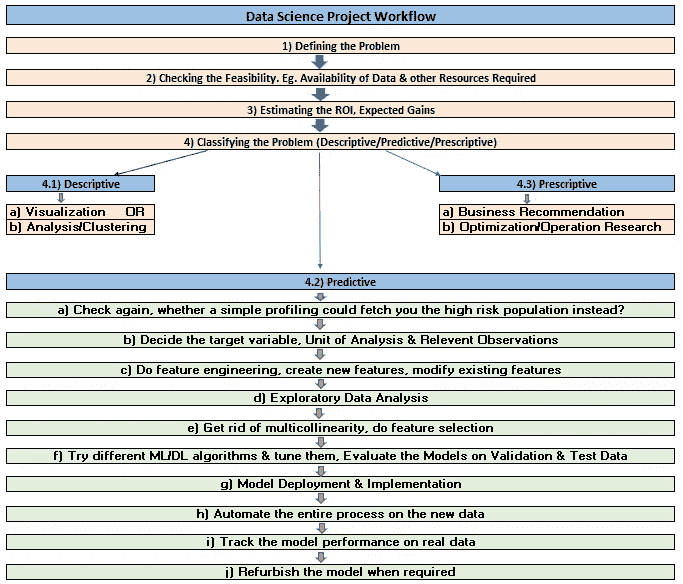 Data Science Project Workflow
1) Defining the Problem
2) Checking the Feasibility. Eg. Availability of Data & other Resources Required
3) Estimating the ROI, Expected Gains
4) Classifying the Problem (Descriptive/Predictive/Prescriptive)
4.1) Descriptive
a) Visualization OR
b) Analysis/Clustering
4.3) Prescriptive
a) Business Recommendation
b) Optimization/Operation Research
4.2) Predictive
a) Check again, whether a simple profiling could fetch you the high risk population instead?
b) Decide the target variable, Unit of Analysis & Relevent Observations
c) Do feature engineering, create new features, modify existing features
d) Exploratory Data Analysis
e) Get rid of multicollinearity, do feature selection
f) Try different ML/DL algorithms & tune them, Evaluate the Models on Validation & Test Data
g) Model Deployment & Implementation
h) Automate the entire process on the new data
i) Track the model performance on real data
j) Refurbish the model when required